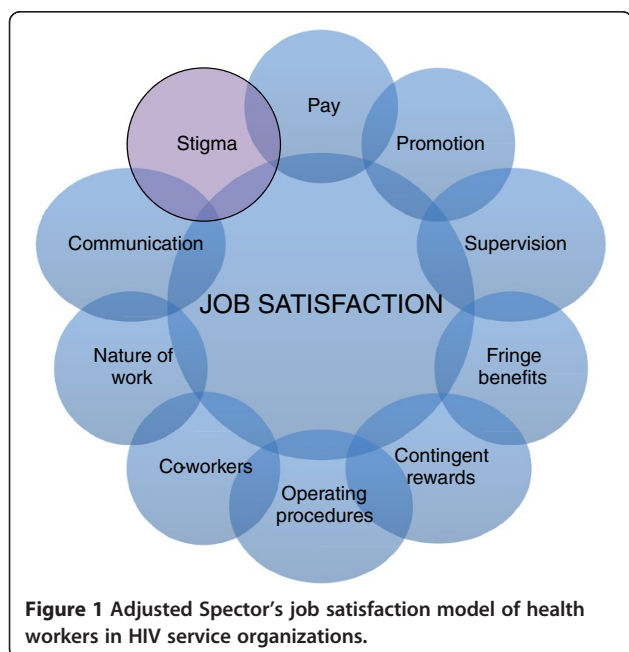 Pay
Stigma
Promotion
Communication
Supervision
JOB SATISFACTION
Nature of
work
Fringe
benefits
Co-workers
Contingent
rewards
Operating
procedures
Figure 1 Adjusted Spector's job satisfaction model of health
workers in HIV service organizations.